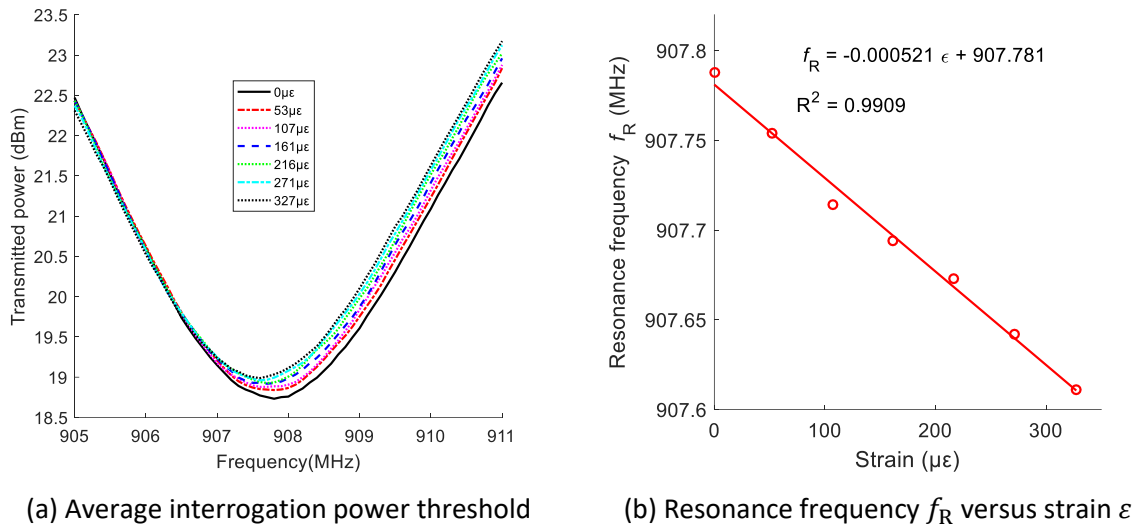 23.5
23
22.5
22
21.5
21
20.5
20
19.5
19
18.5
Transmitted power (dBm)
0με
53με
107με
161με
216με
271με
327με
905 906 907 908 909 910 911
Frequency(MHz)
(a) Average interrogation power threshold
907.8
907.75
907.7
907.65
907.6
Resonance frequency f_R (MHz)
f_R = -0.000521 ϵ + 907.781
R² = 0.9909
0 100 200 300
Strain (με)
(b) Resonance frequency f_R versus strain ε